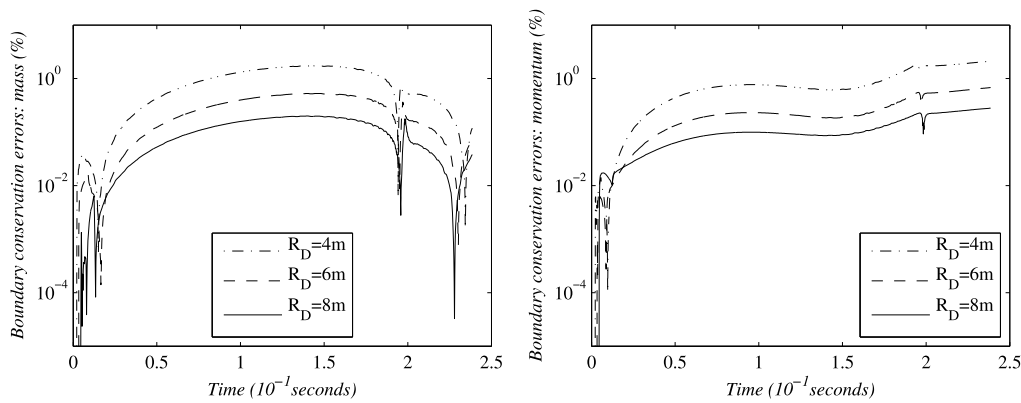 Boundary conservation errors: mass (%)
10^0
10^-2
10^-4
0
0.5
1
1.5
2
2.5
Time (10^-1 seconds)
R_D=4m
R_D=6m
R_D=8m
Boundary conservation errors: momentum (%)
10^0
10^-2
10^-4
0
0.5
1
1.5
2
2.5
Time (10^-1 seconds)
R_D=4m
R_D=6m
R_D=8m